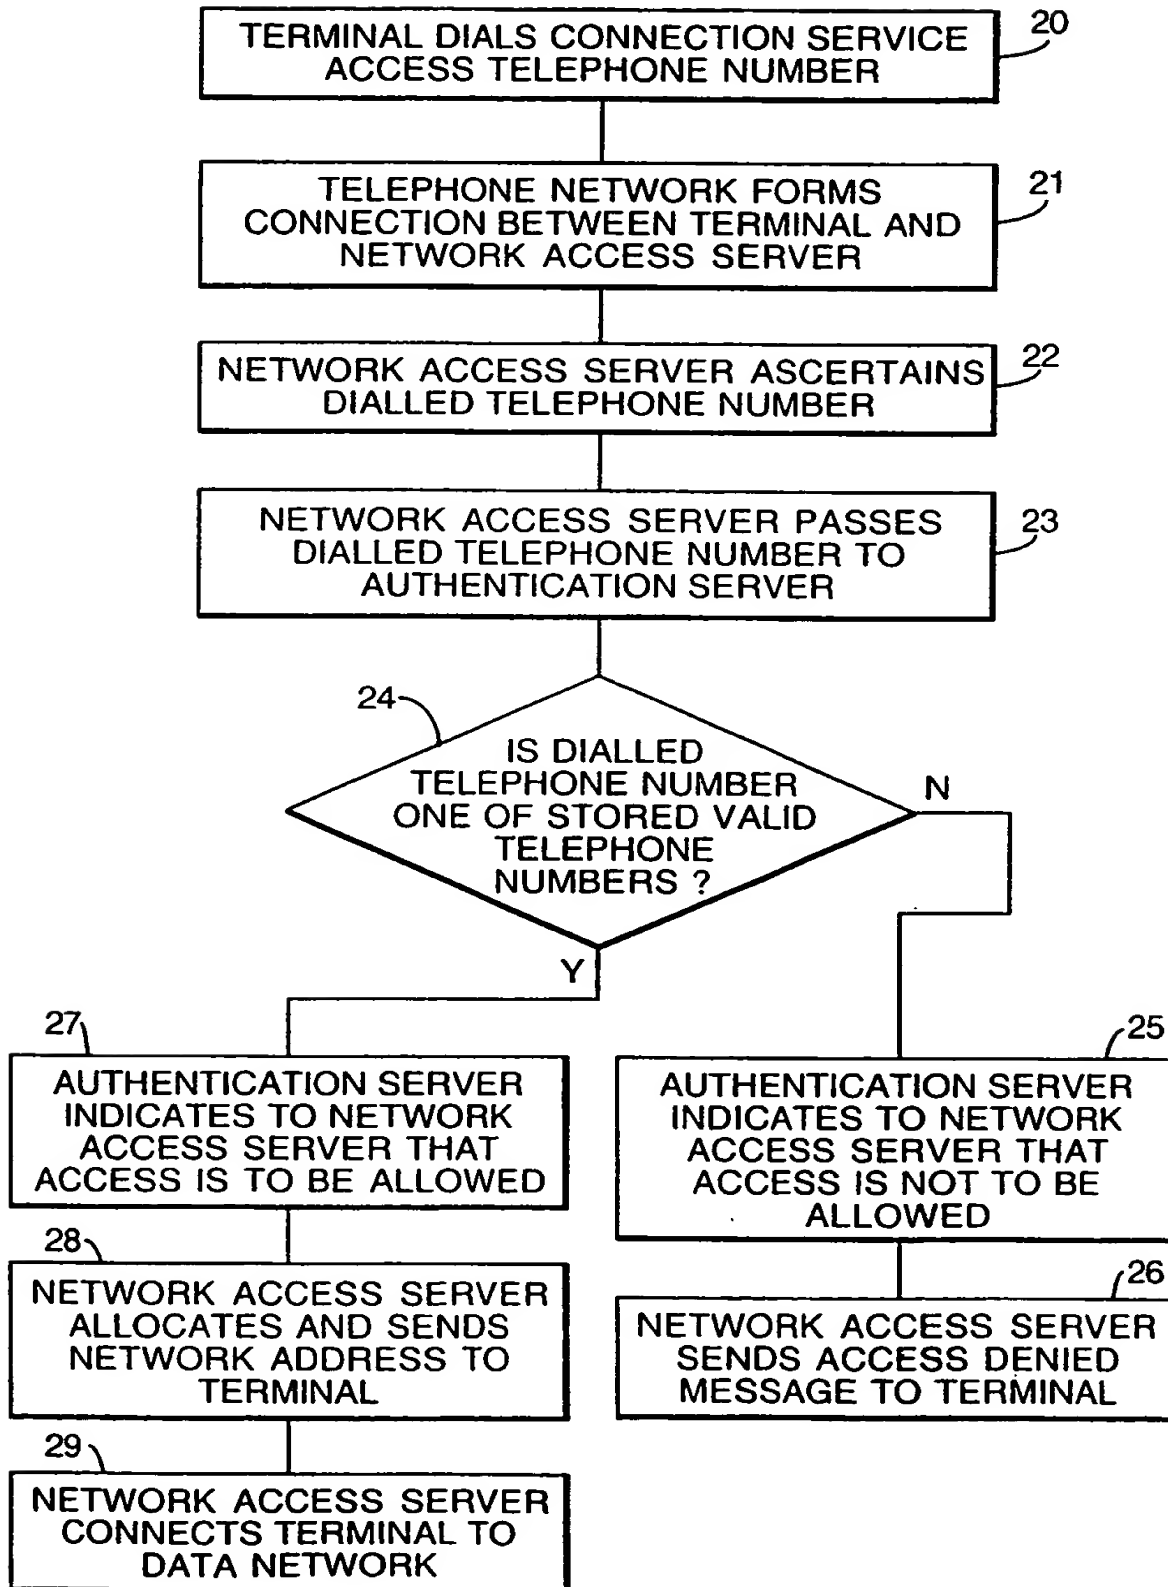 TERMINAL DIALS CONNECTION SERVICE
ACCESS TELEPHONE NUMBER
20
TELEPHONE NETWORK FORMS
CONNECTION BETWEEN TERMINAL AND
NETWORK ACCESS SERVER
21
NETWORK ACCESS SERVER ASCERTAINS
DIALLED TELEPHONE NUMBER
22
NETWORK ACCESS SERVER PASSES
DIALLED TELEPHONE NUMBER TO
AUTHENTICATION SERVER
23
24
IS DIALLED
TELEPHONE NUMBER
ONE OF STORED VALID
TELEPHONE
NUMBERS ?
N
Y
27
AUTHENTICATION SERVER
INDICATES TO NETWORK
ACCESS SERVER THAT
ACCESS IS TO BE ALLOWED
25
AUTHENTICATION SERVER
INDICATES TO NETWORK
ACCESS SERVER THAT
ACCESS IS NOT TO BE
ALLOWED
28
NETWORK ACCESS SERVER
ALLOCATES AND SENDS
NETWORK ADDRESS TO
TERMINAL
26
NETWORK ACCESS SERVER
SENDS ACCESS DENIED
MESSAGE TO TERMINAL
29
NETWORK ACCESS SERVER
CONNECTS TERMINAL TO
DATA NETWORK